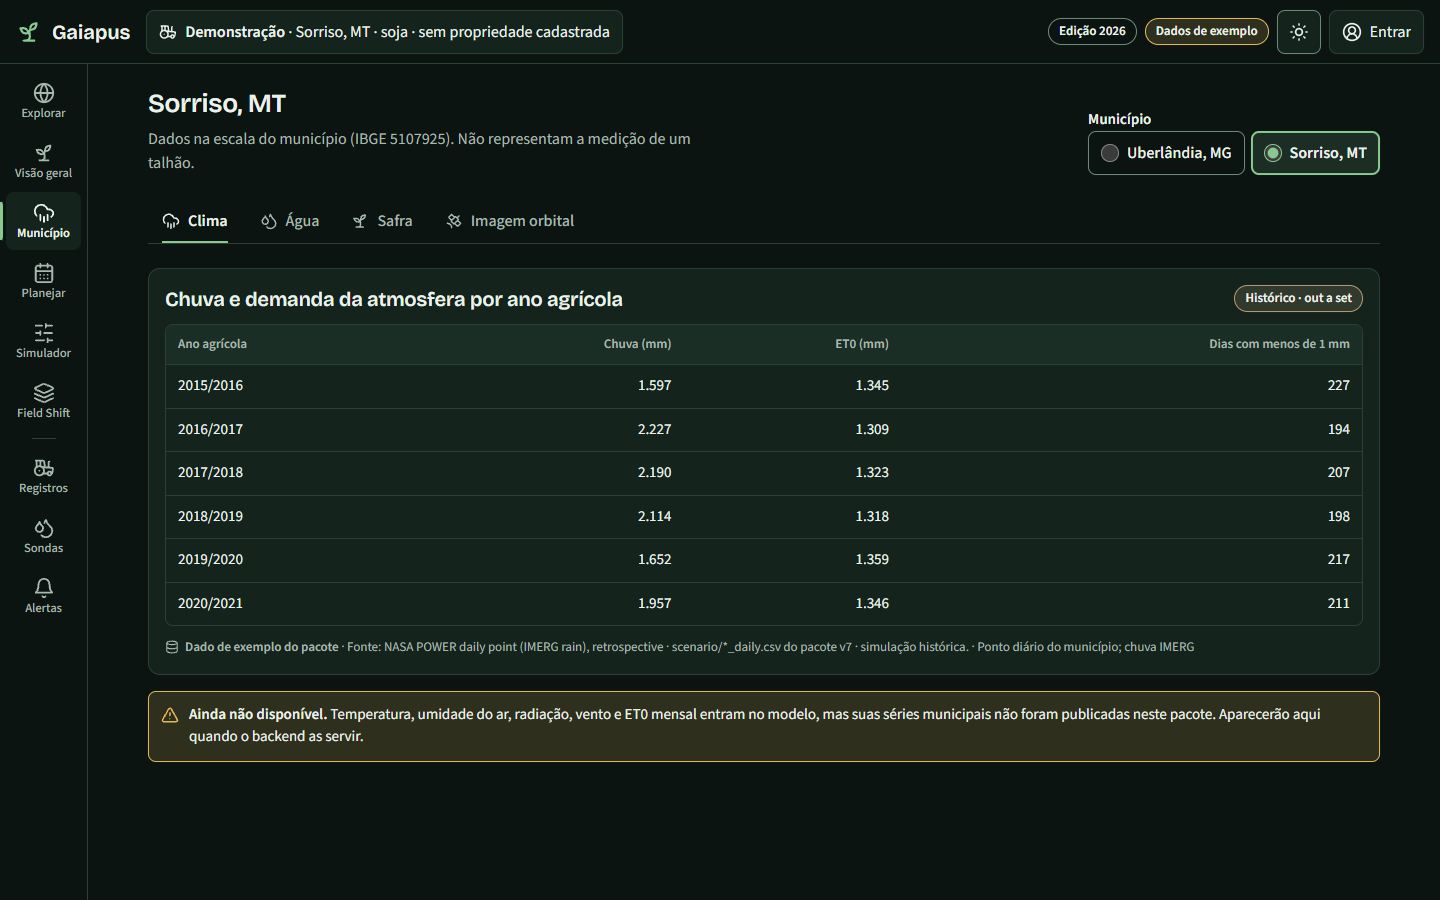 Gaiapus
Demonstração · Sorriso, MT · soja · sem propriedade cadastrada
Edição 2026
Dados de exemplo
Entrar
Explorar
Visão geral
Município
Planejar
Simulador
Field Shift
Registros
Sondas
Alertas
Sorriso, MT
Dados na escala do município (IBGE 5107925). Não representam a medição de um
talhão.
Município
Uberlândia, MG
Sorriso, MT
Clima
Água
Safra
Imagem orbital
Chuva e demanda da atmosfera por ano agrícola
Histórico · out a set
Ano agrícola Chuva (mm) ET0 (mm) Dias com menos de 1 mm
2015/2016 1.597 1.345 227
2016/2017 2.227 1.309 194
2017/2018 2.190 1.323 207
2018/2019 2.114 1.318 198
2019/2020 1.652 1.359 217
2020/2021 1.957 1.346 211
Dado de exemplo do pacote · Fonte: NASA POWER daily point (IMERG rain), retrospective · scenario/*_daily.csv do pacote v7 · simulação histórica. · Ponto diário do município; chuva IMERG
Ainda não disponível. Temperatura, umidade do ar, radiação, vento e ET0 mensal entram no modelo, mas suas séries municipais não foram publicadas neste pacote. Aparecerão aqui
quando o backend as servir.